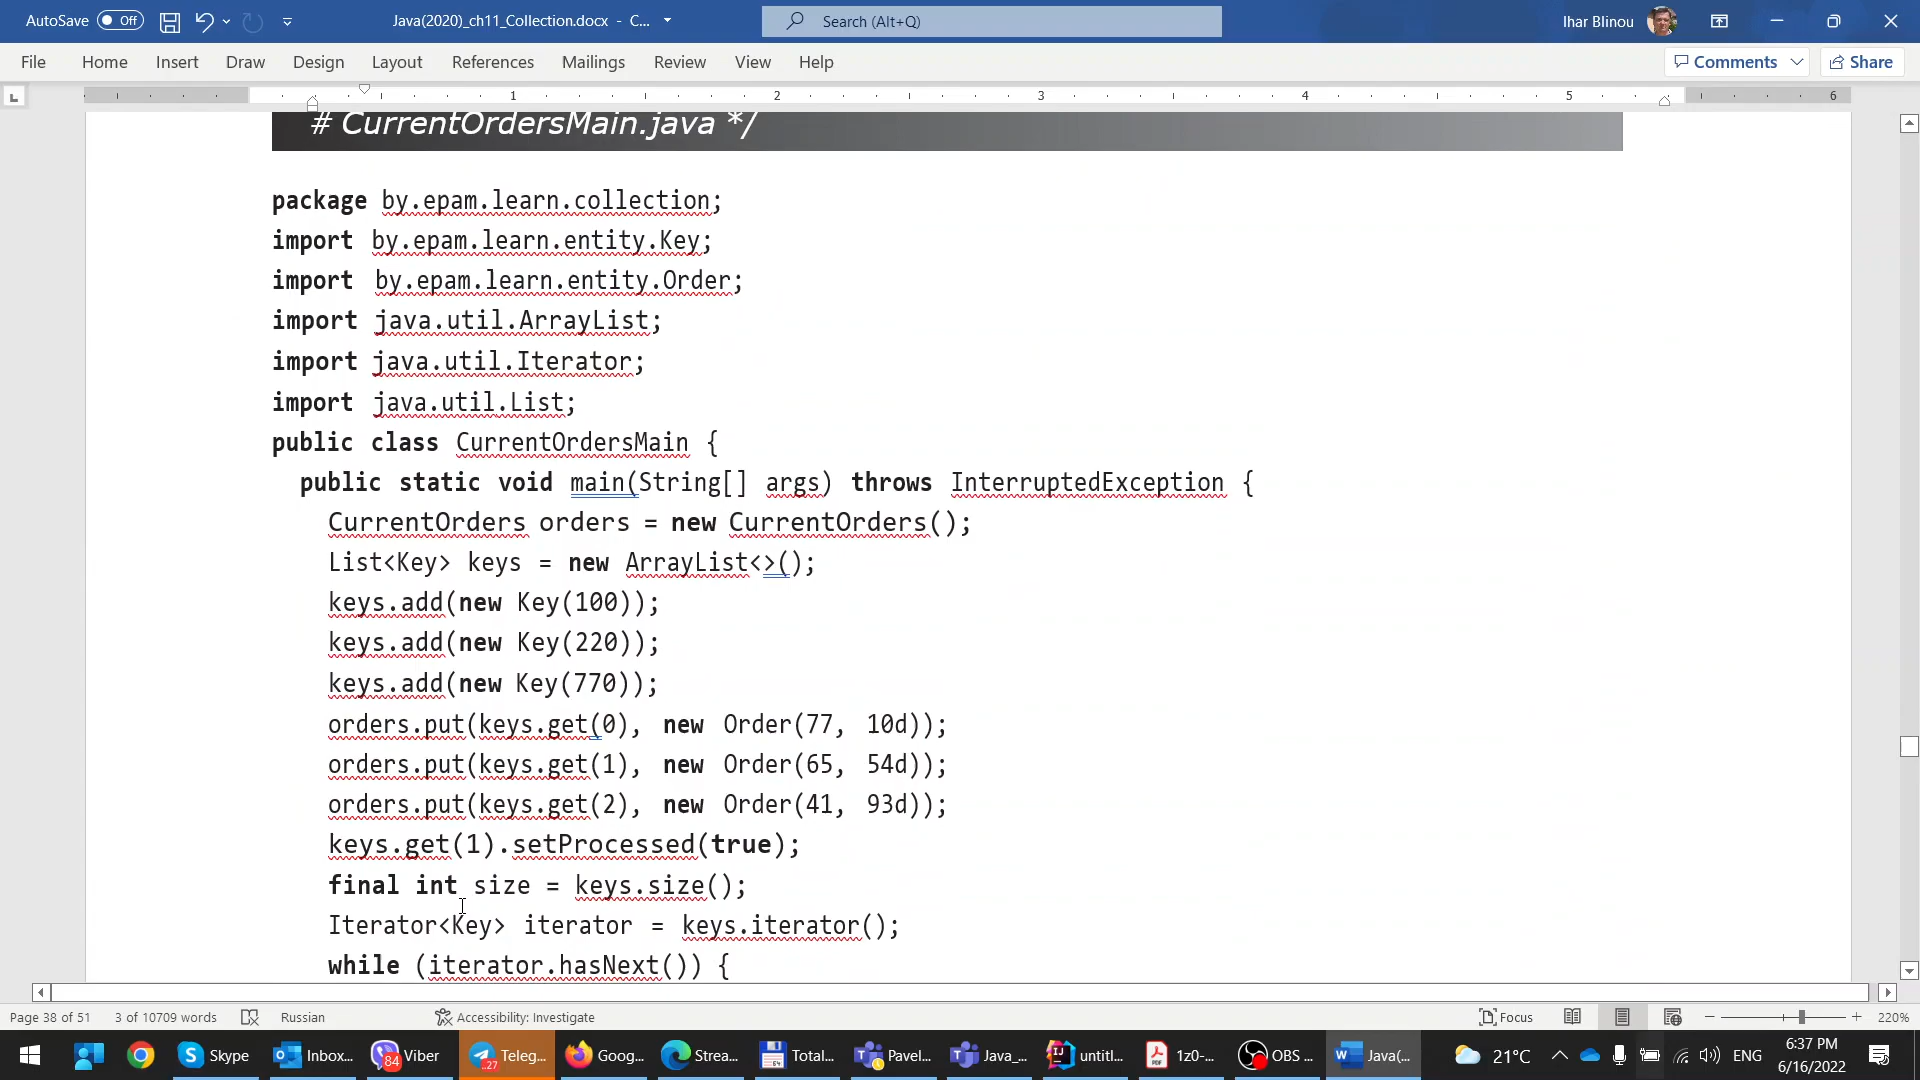 AutoSave Off Java(2020)_ch11_Collection.docx - C... Search (Alt+Q) Ihar Blinou
File Home Insert Draw Design Layout References Mailings Review View Help Comments Share
1 2 3 4 5 6
# CurrentOrdersMain.java */
package by.epam.learn.collection;
import by.epam.learn.entity.Key;
import by.epam.learn.entity.Order;
import java.util.ArrayList;
import java.util.Iterator;
import java.util.List;
public class CurrentOrdersMain {
public static void main(String[] args) throws InterruptedException {
CurrentOrders orders = new CurrentOrders();
List<Key> keys = new ArrayList<>();
keys.add(new Key(100));
keys.add(new Key(220));
keys.add(new Key(770));
orders.put(keys.get(0), new Order(77, 10d));
orders.put(keys.get(1), new Order(65, 54d));
orders.put(keys.get(2), new Order(41, 93d));
keys.get(1).setProcessed(true);
final int size = keys.size();
Iterator<Key> iterator = keys.iterator();
while (iterator.hasNext()) {
Page 38 of 51 3 of 10709 words Russian Accessibility: Investigate Focus 220%
Skype Inbox... 84 Viber ..27 Teleg... Goog... Strea... Total... Pavel... Java_... untitl... 1z0-... OBS ... Java(... 21°C ENG 6:37 PM
6/16/2022